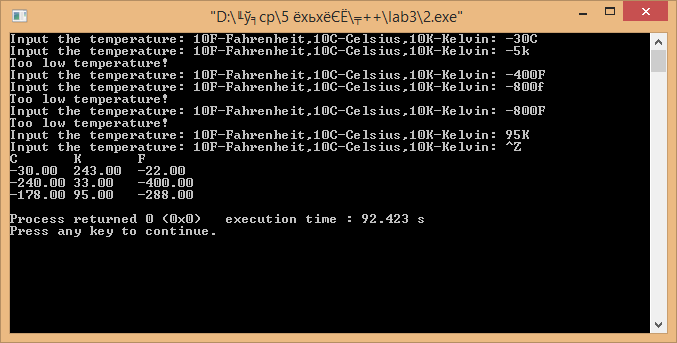 "D:\╙ў╕ср\5 ёхьхёЄЁ\╤++\lab3\2.exe"
Input the temperature: 10F-Fahrenheit,10C-Celsius,10K-Kelvin: -30C
Input the temperature: 10F-Fahrenheit,10C-Celsius,10K-Kelvin: -5k
Too low temperature!
Input the temperature: 10F-Fahrenheit,10C-Celsius,10K-Kelvin: -400F
Input the temperature: 10F-Fahrenheit,10C-Celsius,10K-Kelvin: -800f
Too low temperature!
Input the temperature: 10F-Fahrenheit,10C-Celsius,10K-Kelvin: -800F
Too low temperature!
Input the temperature: 10F-Fahrenheit,10C-Celsius,10K-Kelvin: 95K
Input the temperature: 10F-Fahrenheit,10C-Celsius,10K-Kelvin: ^Z
C K F
-30.00 243.00 -22.00
-240.00 33.00 -400.00
-178.00 95.00 -288.00
Process returned 0 (0x0) execution time : 92.423 s
Press any key to continue.